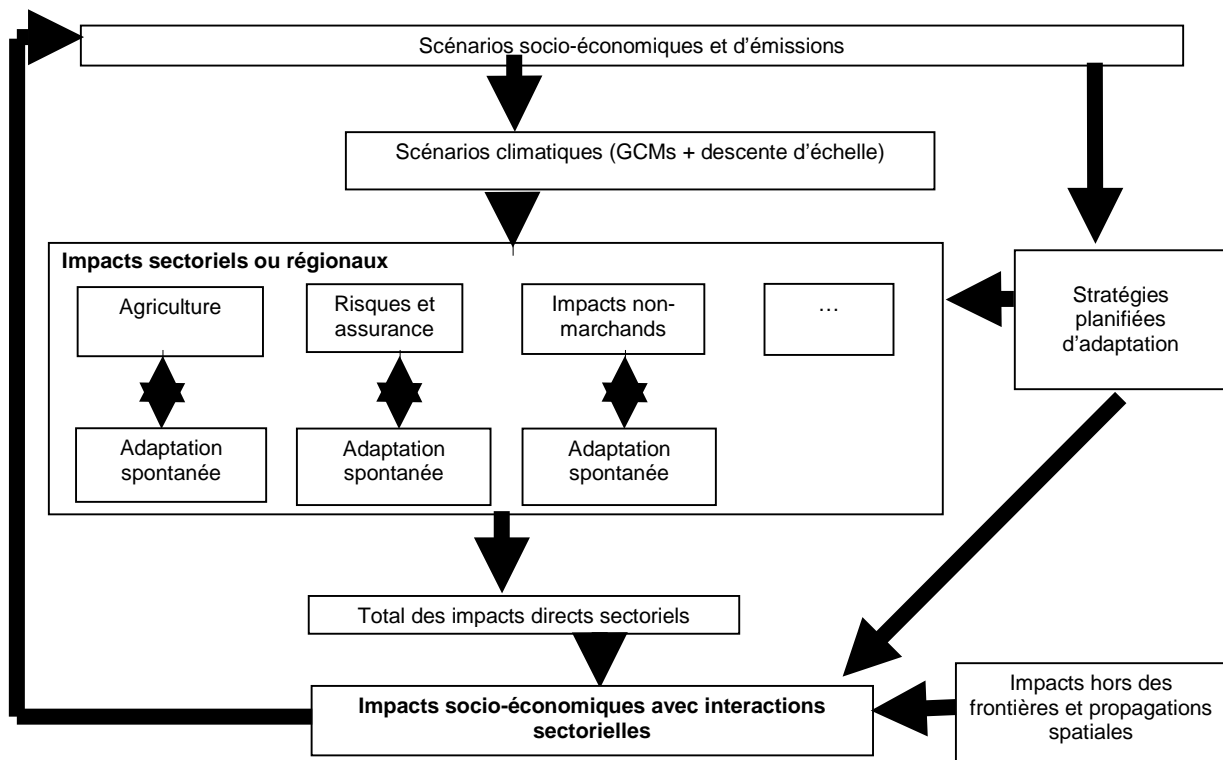 Scénarios socio-économiques et d'émissions
Scénarios climatiques (GCMs + descente d'échelle)
Impacts sectoriels ou régionaux
Agriculture
Risques et
assurance
Impacts non-
marchands
…
Adaptation
spontanée
Adaptation
spontanée
Adaptation
spontanée
Stratégies
planifiées
d'adaptation
Total des impacts directs sectoriels
Impacts socio-économiques avec interactions
sectorielles
Impacts hors des
frontières et propagations
spatiales